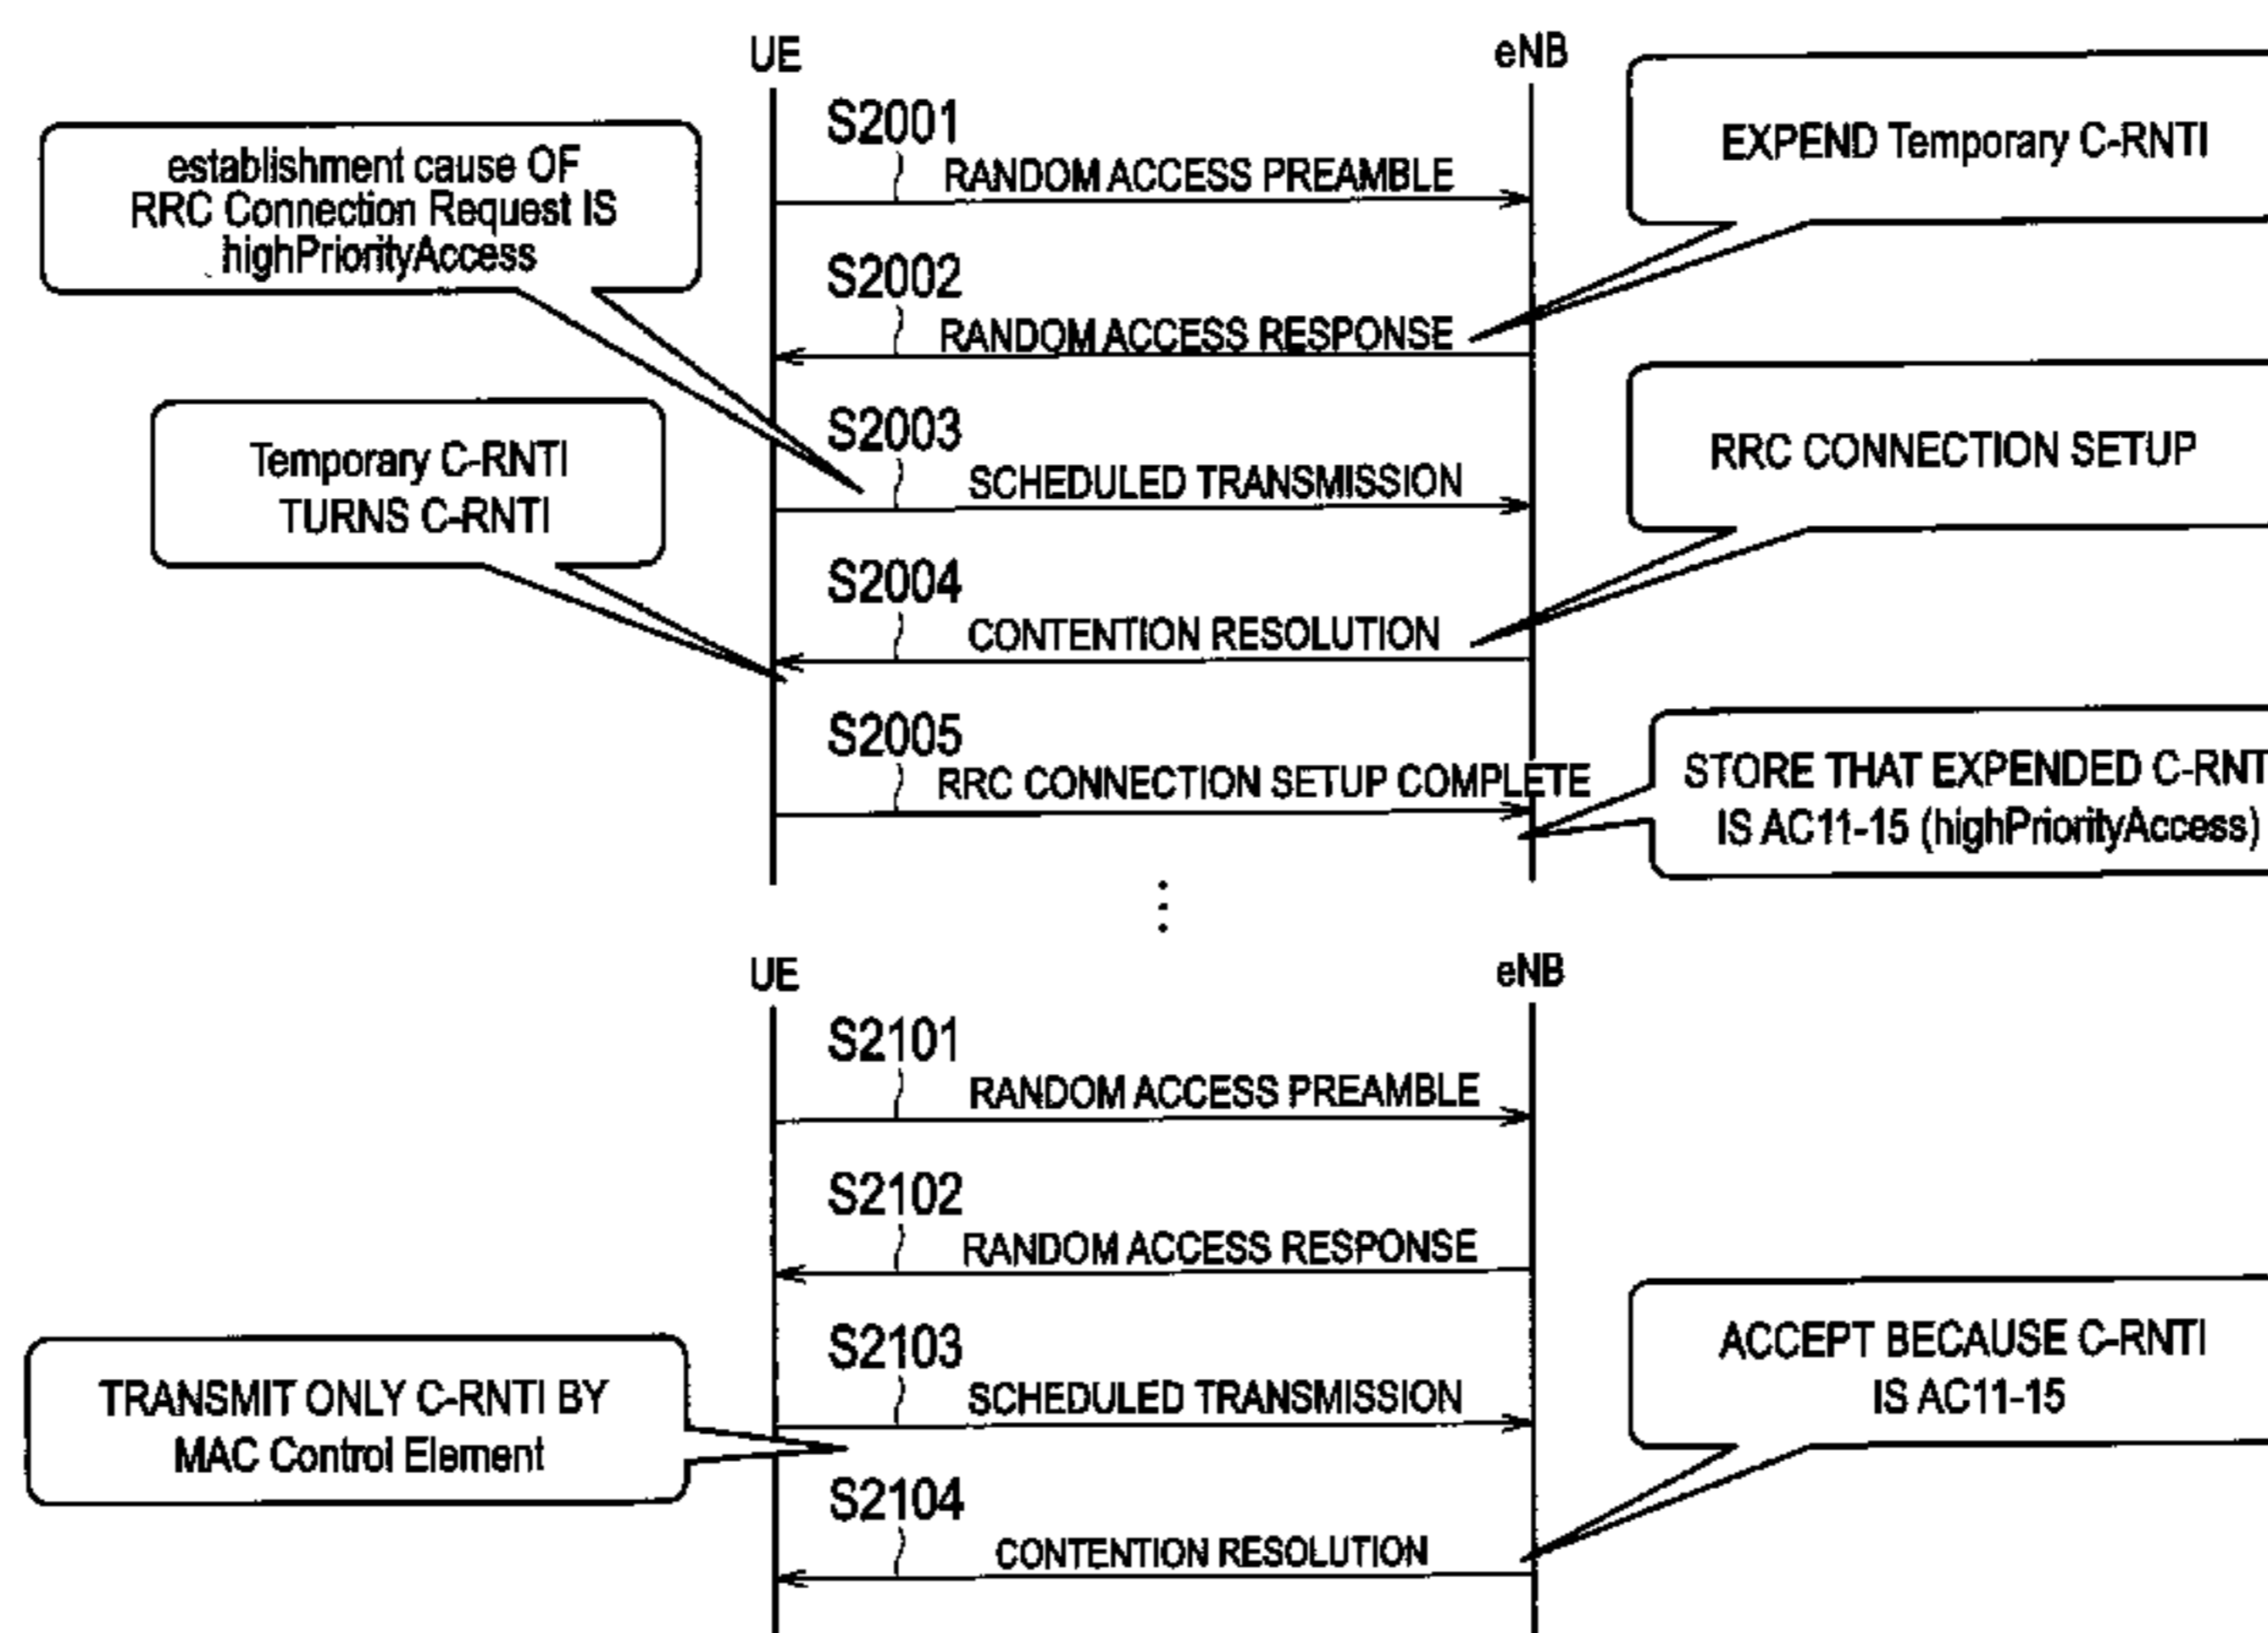 UE
eNB
S2001
RANDOM ACCESS PREAMBLE
EXPEND Temporary C-RNTI
establishment cause OF
RRC Connection Request IS
highPriorityAccess
S2002
RANDOM ACCESS RESPONSE
S2003
SCHEDULED TRANSMISSION
RRC CONNECTION SETUP
Temporary C-RNTI
TURNS C-RNTI
S2004
CONTENTION RESOLUTION
S2005
RRC CONNECTION SETUP COMPLETE
STORE THAT EXPENDED C-RNT
IS AC11-15 (highPriorityAccess)
UE
eNB
S2101
RANDOM ACCESS PREAMBLE
S2102
RANDOM ACCESS RESPONSE
S2103
SCHEDULED TRANSMISSION
TRANSMIT ONLY C-RNTI BY
MAC Control Element
ACCEPT BECAUSE C-RNTI
IS AC11-15
S2104
CONTENTION RESOLUTION